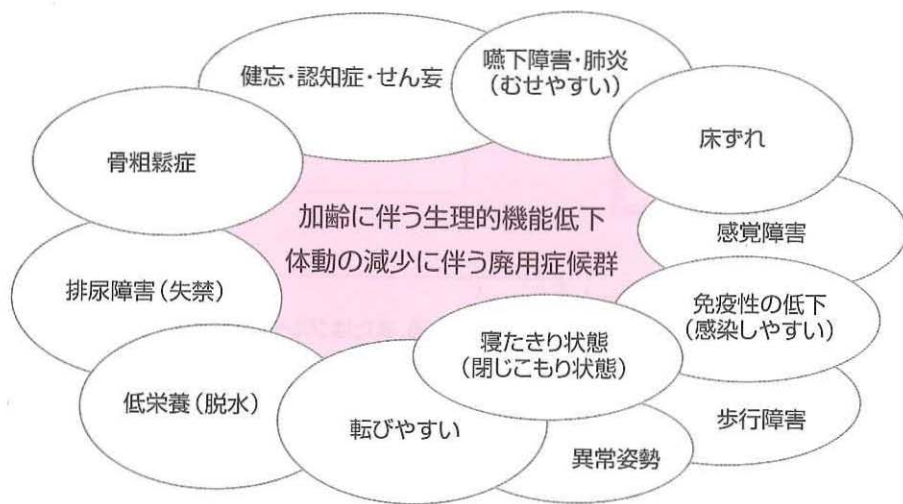 健忘・認知症・せん妄
嚥下障害・肺炎
(むせやすい)
床ずれ
骨粗鬆症
加齢に伴う生理的機能低下
体動の減少に伴う廃用症候群
感覚障害
排尿障害(失禁)
免疫性の低下
(感染しやすい)
寝たきり状態
(閉じこもり状態)
低栄養(脱水)
転びやすい
歩行障害
異常姿勢